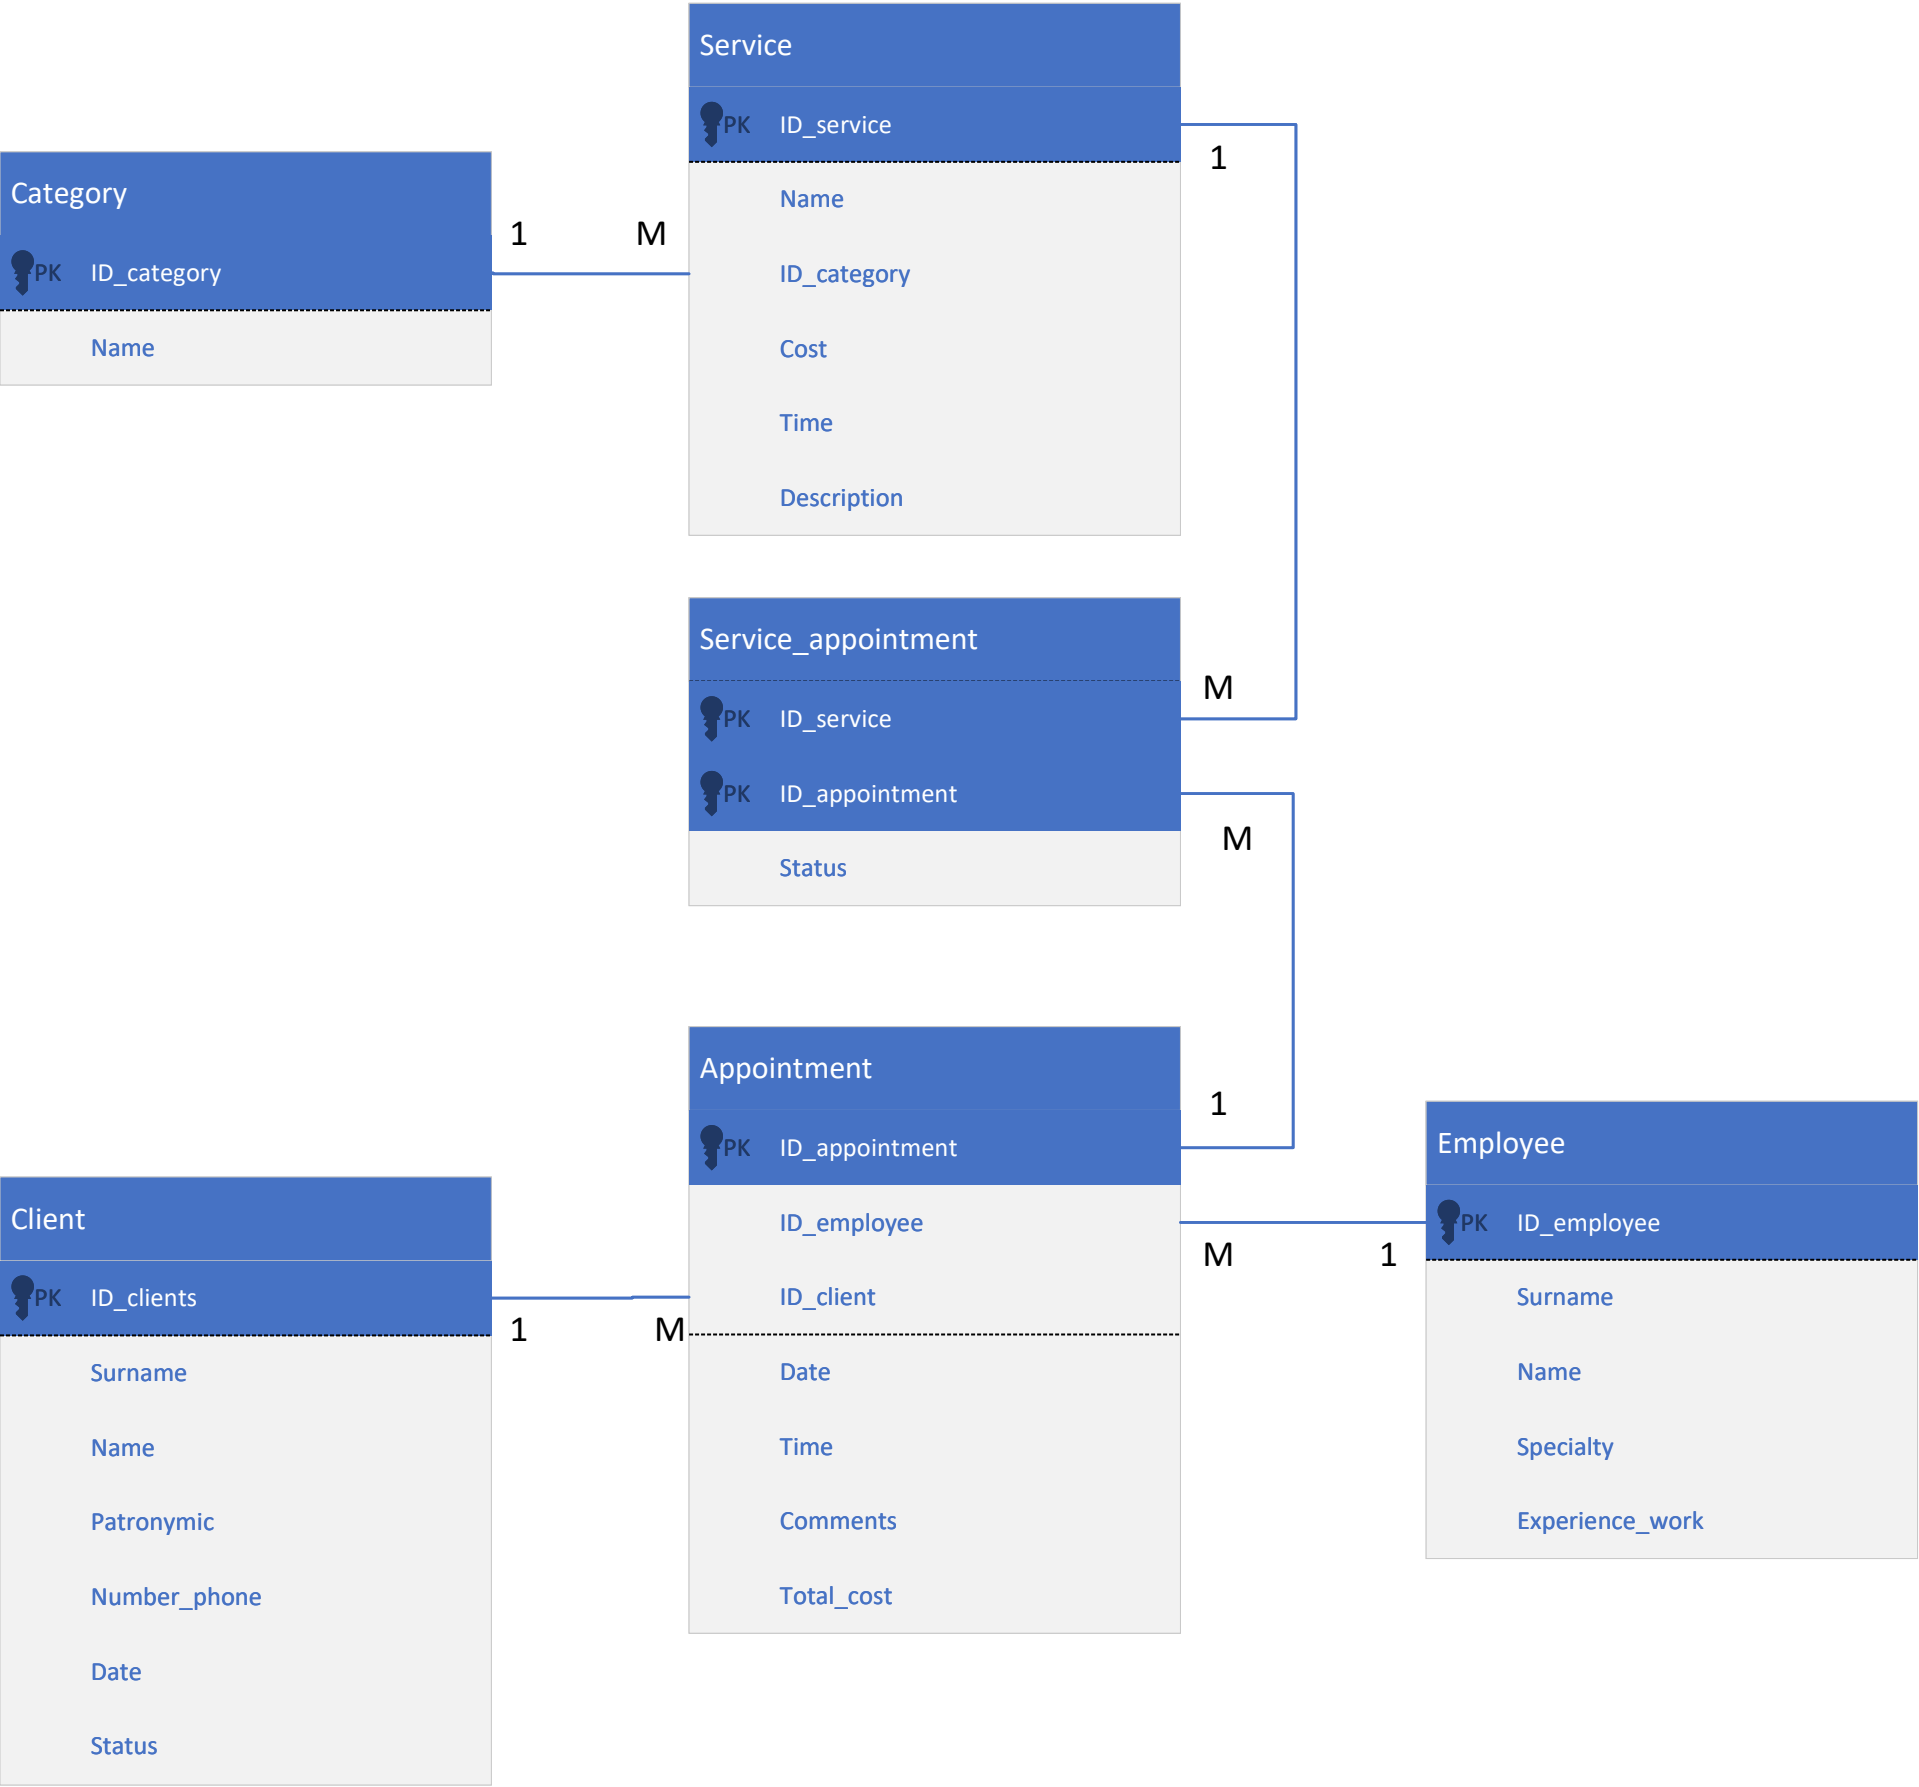 Service
PK ID_service
Name
ID_category
Cost
Time
Description
1
Category
PK ID_category
Name
1 M
Service_appointment
PK ID_service
PK ID_appointment
Status
M
M
Appointment
PK ID_appointment
ID_employee
ID_client
Date
Time
Comments
Total_cost
1
M 1
Employee
PK ID_employee
Surname
Name
Specialty
Experience_work
Client
PK ID_clients
Surname
Name
Patronymic
Number_phone
Date
Status
1 M